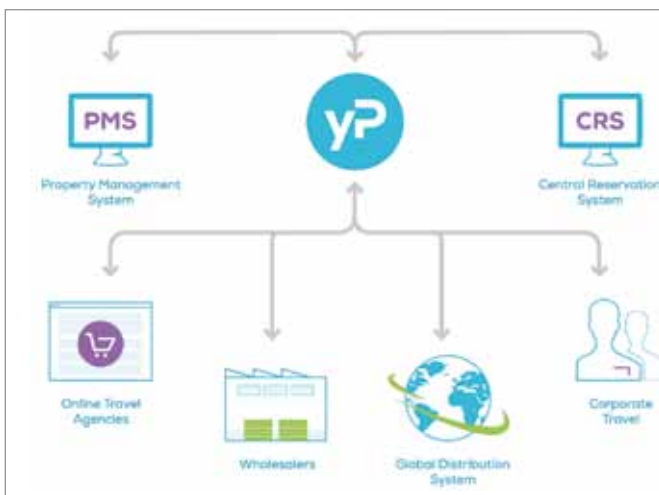 PMS
yP
CRS
Property Management
System
Central Reservation
System
Online Travel
Agencies
Corporate
Travel
Wholesalers
Global Distribution
System